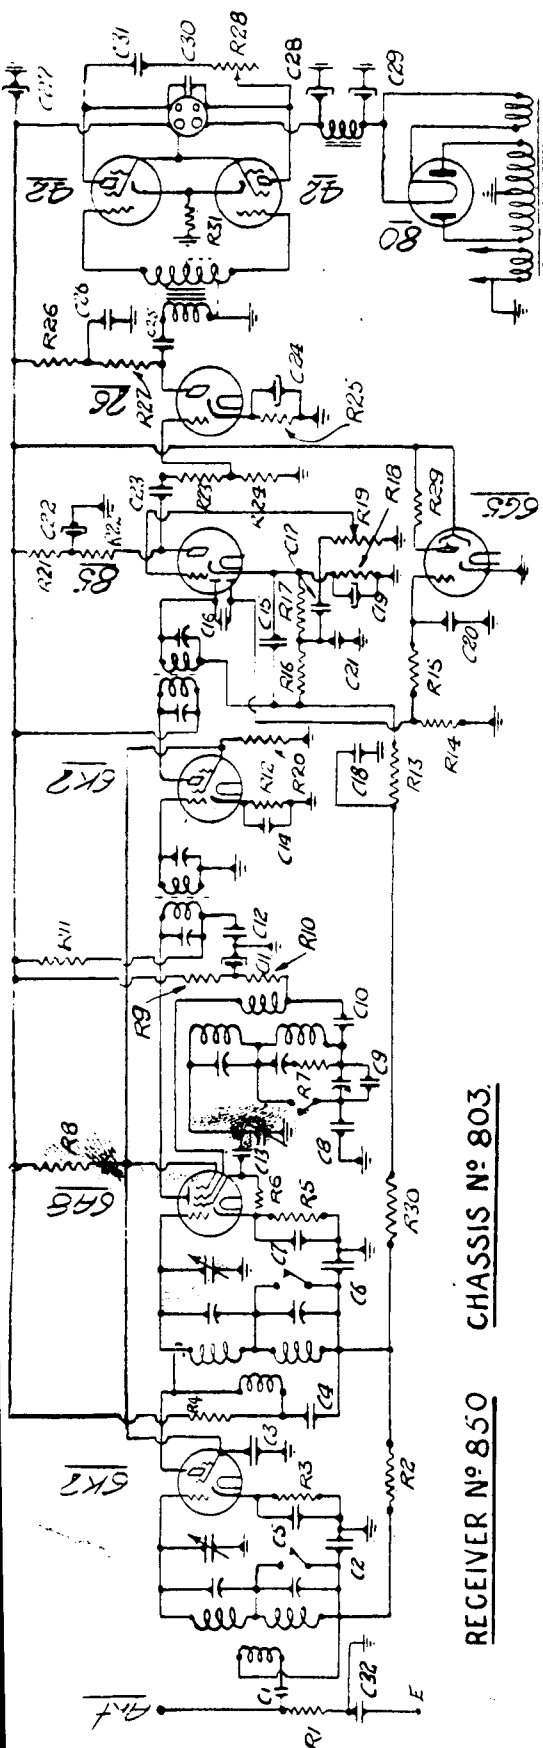 Ant
6K7
6A8
6K7
85
76
42
42
80
6G5
C1
R1
C32
E
C2
C5
R3
C3
R4
C4
R2
C6
C7
R5
R6
C13
R8
R30
C8
R7
C9
C10
R9
C11
R10
C12
R11
C14
R12
R20
R13
C18
R14
R15
C20
C16
C15
R16
R17
C17
C21
C19
R18
R19
R21
C22
R22
C23
R23
R24
R29
R25
C24
R26
R27
C26
C25
R31
C27
C31
C30
R28
C28
C29
RECEIVER Nº 850
CHASSIS Nº 803.